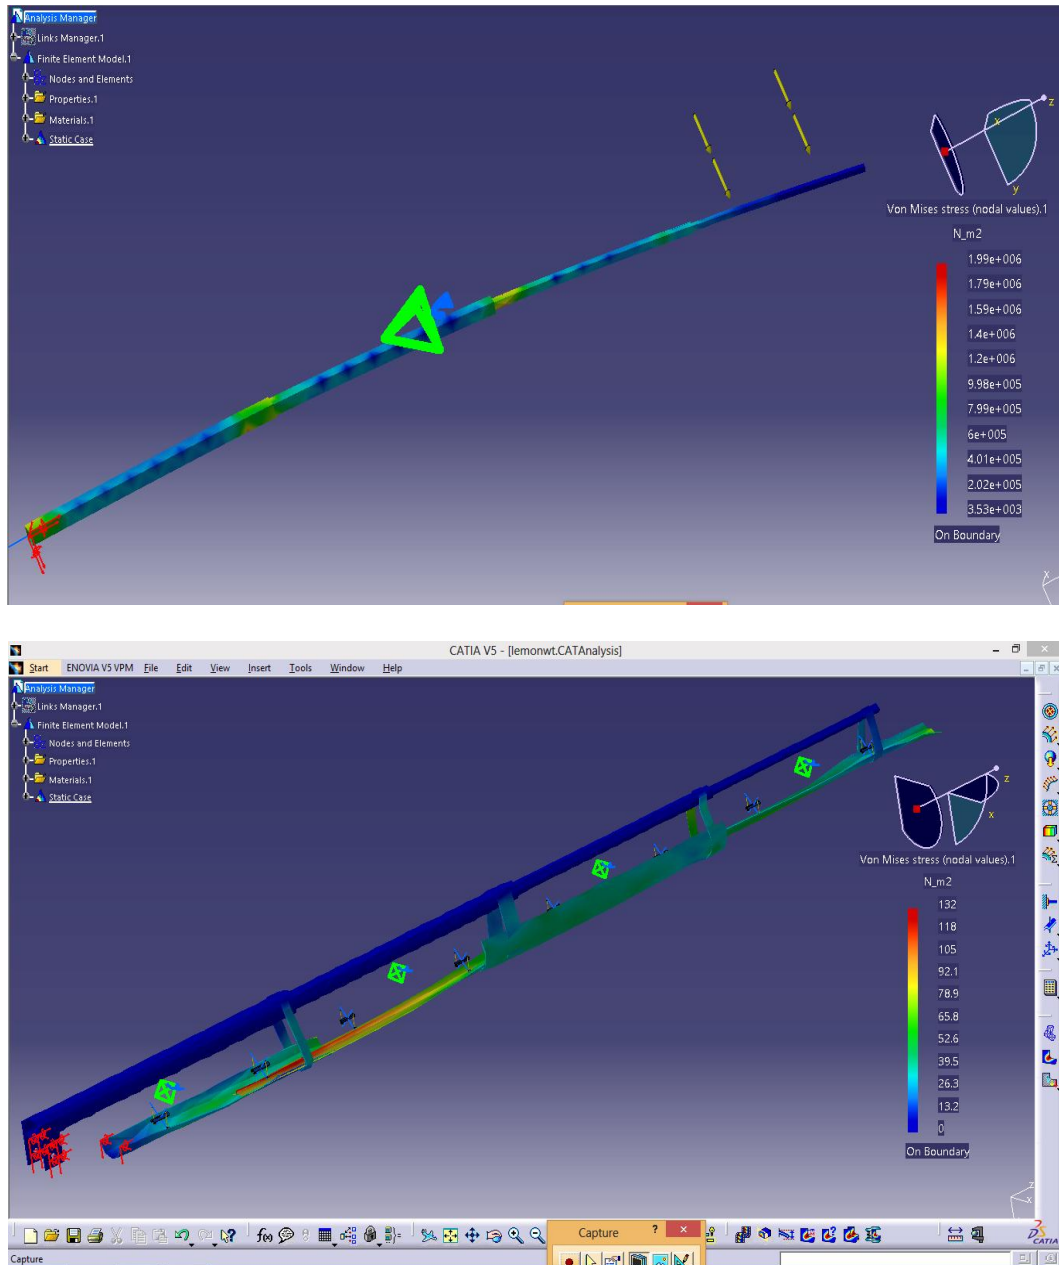 Analysis Manager
Links Manager.1
Finite Element Model.1
Nodes and Elements
Properties.1
Materials.1
Static Case
z
x
y
Von Mises stress (nodal values).1
N_m2
1.99e+006
1.79e+006
1.59e+006
1.4e+006
1.2e+006
9.98e+005
7.99e+005
6e+005
4.01e+005
2.02e+005
3.53e+003
On Boundary
x
CATIA V5 - [lemonwt.CATAnalysis]
Start ENOVIA V5 VPM File Edit View Insert Tools Window Help
Analysis Manager
Links Manager.1
Finite Element Model.1
Nodes and Elements
Properties.1
Materials.1
Static Case
z
x
Von Mises stress (nodal values).1
N_m2
132
118
105
92.1
78.9
65.8
52.6
39.5
26.3
13.2
0
On Boundary
z
x
Capture ? ×
f(x)
CATIA
Capture